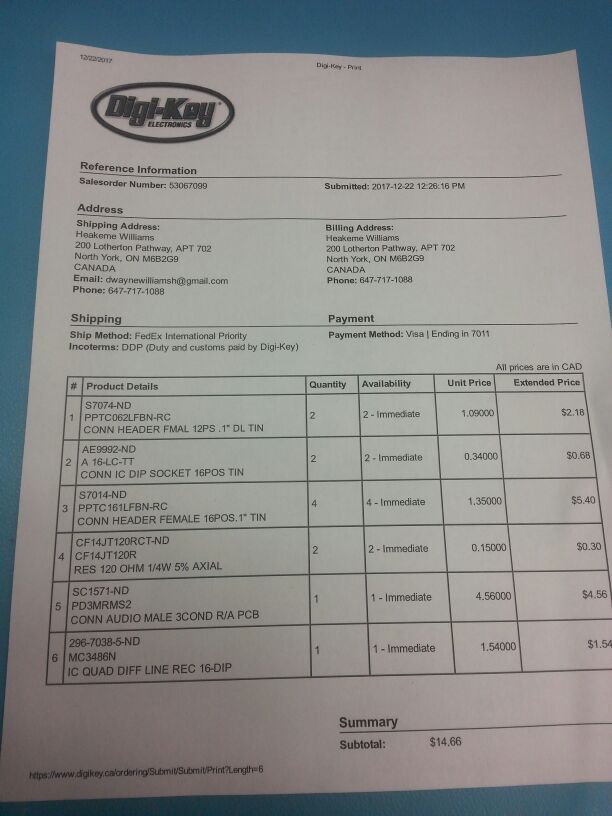 12/22/2017
Digi-Key - Print
Digi-Key®
ELECTRONICS
Reference Information
Salesorder Number: 53067099 Submitted: 2017-12-22 12:26:16 PM
Address
Shipping Address: Billing Address:
Heakeme Williams Heakeme Williams
200 Lotherton Pathway, APT 702 200 Lotherton Pathway, APT 702
North York, ON M6B2G9 North York, ON M6B2G9
CANADA CANADA
Email: dwaynewilliamsh@gmail.com Phone: 647-717-1088
Phone: 647-717-1088
Shipping Payment
Ship Method: FedEx International Priority Payment Method: Visa | Ending in 7011
Incoterms: DDP (Duty and customs paid by Digi-Key)
All prices are in CAD
# Product Details Quantity Availability Unit Price Extended Price
S7074-ND
1 PPTC062LFBN-RC 2 2 - Immediate 1.09000 $2.18
CONN HEADER FMAL 12PS .1" DL TIN
AE9992-ND
2 A 16-LC-TT 2 2 - Immediate 0.34000 $0.68
CONN IC DIP SOCKET 16POS TIN
S7014-ND
3 PPTC161LFBN-RC 4 4 - Immediate 1.35000 $5.40
CONN HEADER FEMALE 16POS.1" TIN
CF14JT120RCT-ND
4 CF14JT120R 2 2 - Immediate 0.15000 $0.30
RES 120 OHM 1/4W 5% AXIAL
SC1571-ND
5 PD3MRMS2 1 1 - Immediate 4.56000 $4.56
CONN AUDIO MALE 3COND R/A PCB
296-7038-5-ND
6 MC3486N 1 1 - Immediate 1.54000 $1.54
IC QUAD DIFF LINE REC 16-DIP
Summary
Subtotal: $14.66
https://www.digikey.ca/ordering/Submit/Submit/Print?Length=6